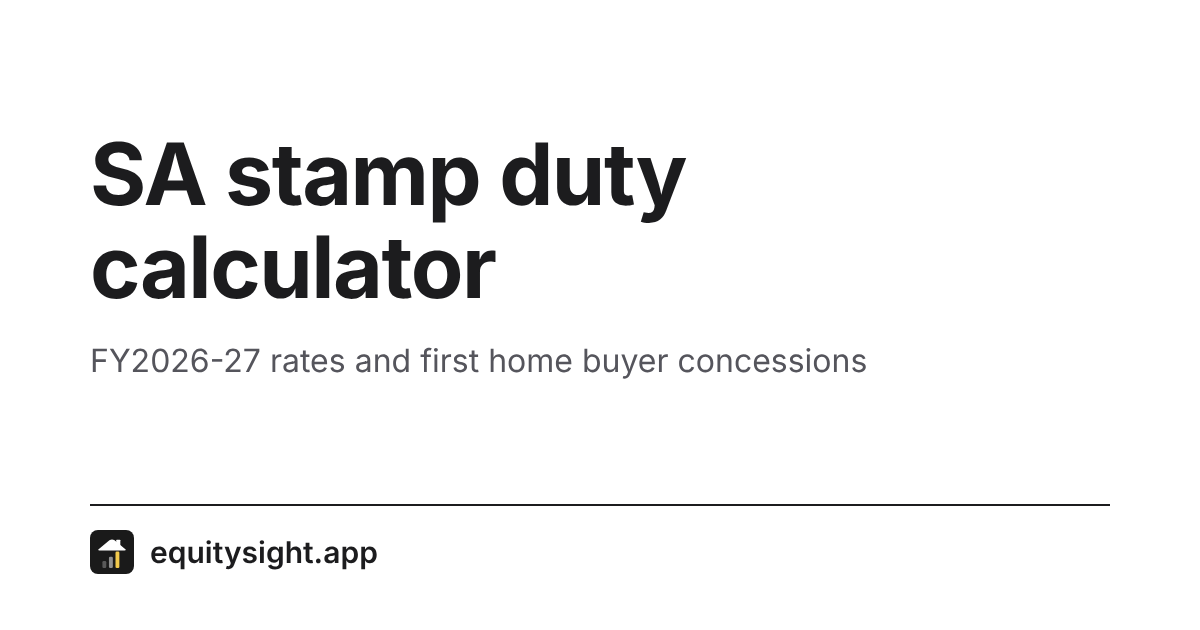 SA stamp duty
calculator
FY2026-27 rates and first home buyer concessions
equitysight.app